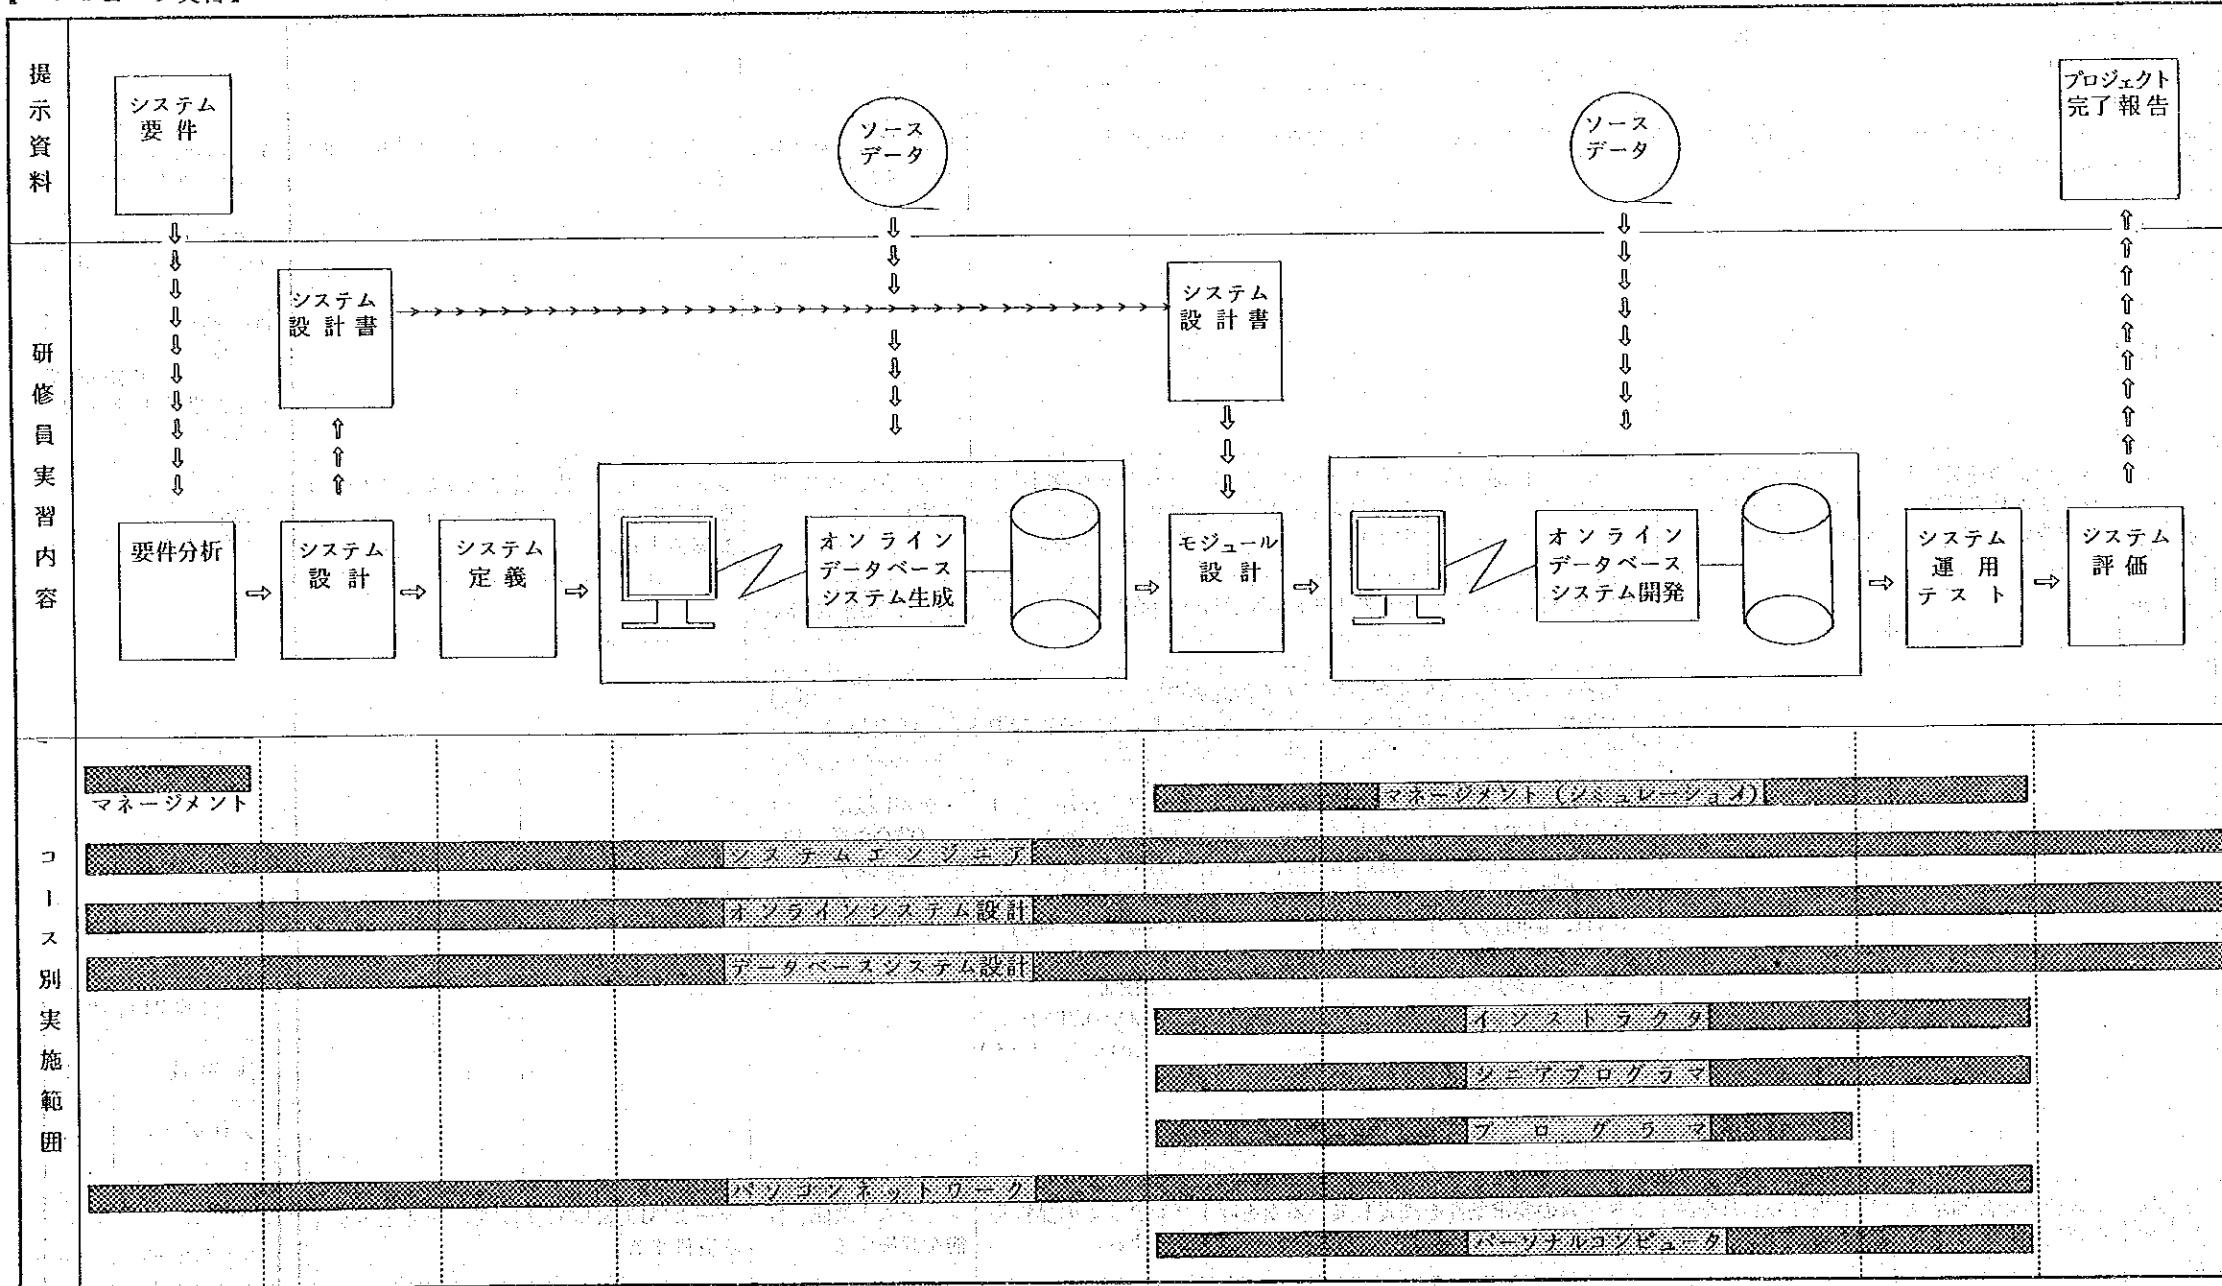 提示資料
システム
要件
ソース
データ
ソース
データ
プロジェクト
完了報告
研修員実習内容
システム
設計書
システム
設計書
要件分析
システム
設計
システム
定義
オンライン
データベース
システム生成
モジュール
設計
オンライン
データベース
システム開発
システム
運用
テスト
システム
評価
コース別実施範囲
マネージメント
マネージメント(シミュレーション)
システムエンジニア
オンラインシステム設計
データベースシステム設計
インストラクタ
シニアプログラマ
プログラマ
パソコンネットワーク
パーソナルコンピュータ